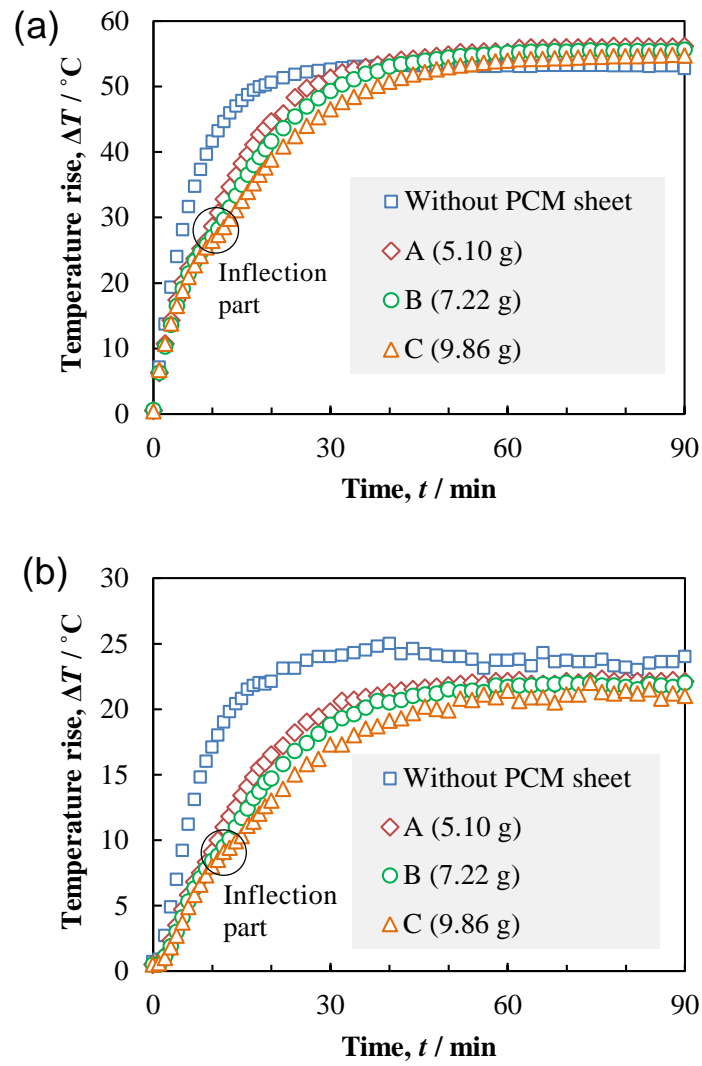 (a)
60
50
40
30
20
10
0
Temperature rise, ΔT / ˚C
Without PCM sheet
A (5.10 g)
B (7.22 g)
C (9.86 g)
Inflection
part
0
30
60
90
Time, t / min
(b)
30
25
20
15
10
5
0
Temperature rise, ΔT / ˚C
Without PCM sheet
A (5.10 g)
B (7.22 g)
C (9.86 g)
Inflection
part
0
30
60
90
Time, t / min